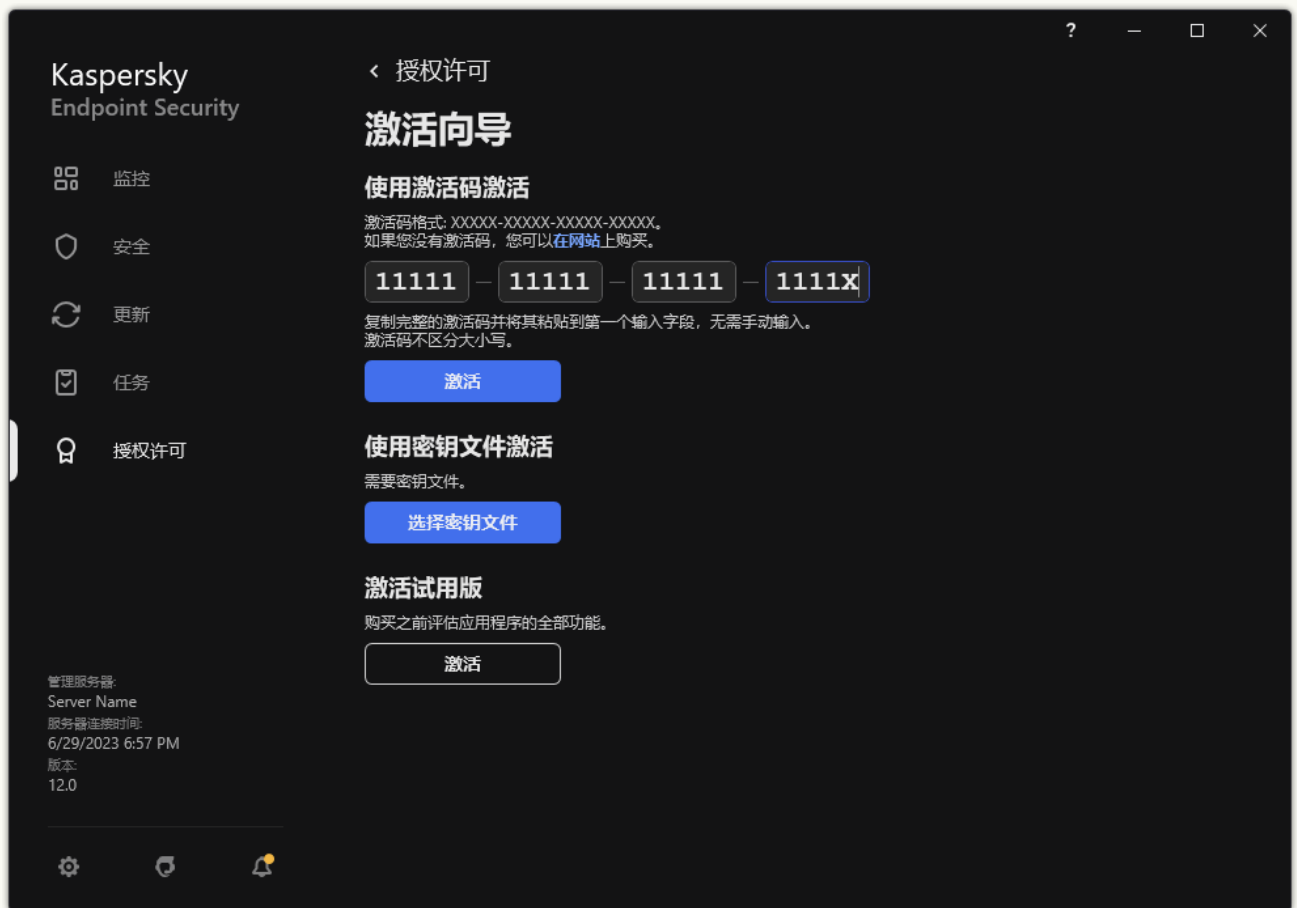 ?
Kaspersky
Endpoint Security
监控
安全
更新
任务
授权许可
管理服务器:
Server Name
服务器连接时间:
6/29/2023 6:57 PM
版本:
12.0
授权许可
激活向导
使用激活码激活
激活码格式: XXXXX-XXXXX-XXXXX-XXXXX。
如果您没有激活码，您可以在网站上购买。
11111 — 11111 — 11111 — 1111X
复制完整的激活码并将其粘贴到第一个输入字段，无需手动输入。
激活码不区分大小写。
激活
使用密钥文件激活
需要密钥文件。
选择密钥文件
激活试用版
购买之前评估应用程序的全部功能。
激活